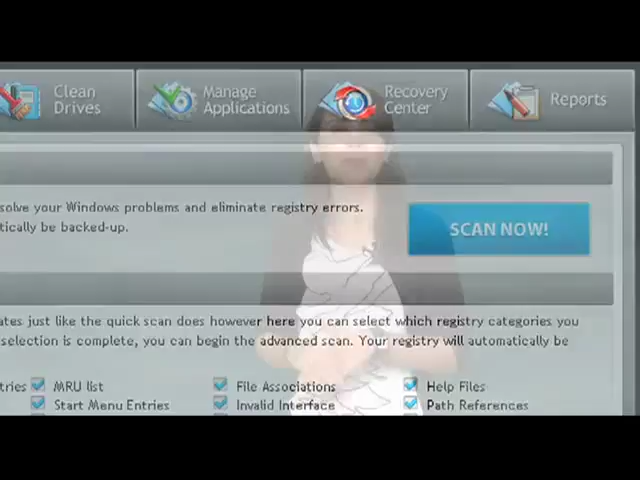 Clean Drives
Manage Applications
Recovery Center
Reports
solve your Windows problems and eliminate registry errors.
tically be backed-up.
SCAN NOW!
ates just like the quick scan does however here you can select which registry categories you
selection is complete, you can begin the advanced scan. Your registry will automatically be
tries MRU list File Associations Help Files
Start Menu Entries Invalid Interface Path References